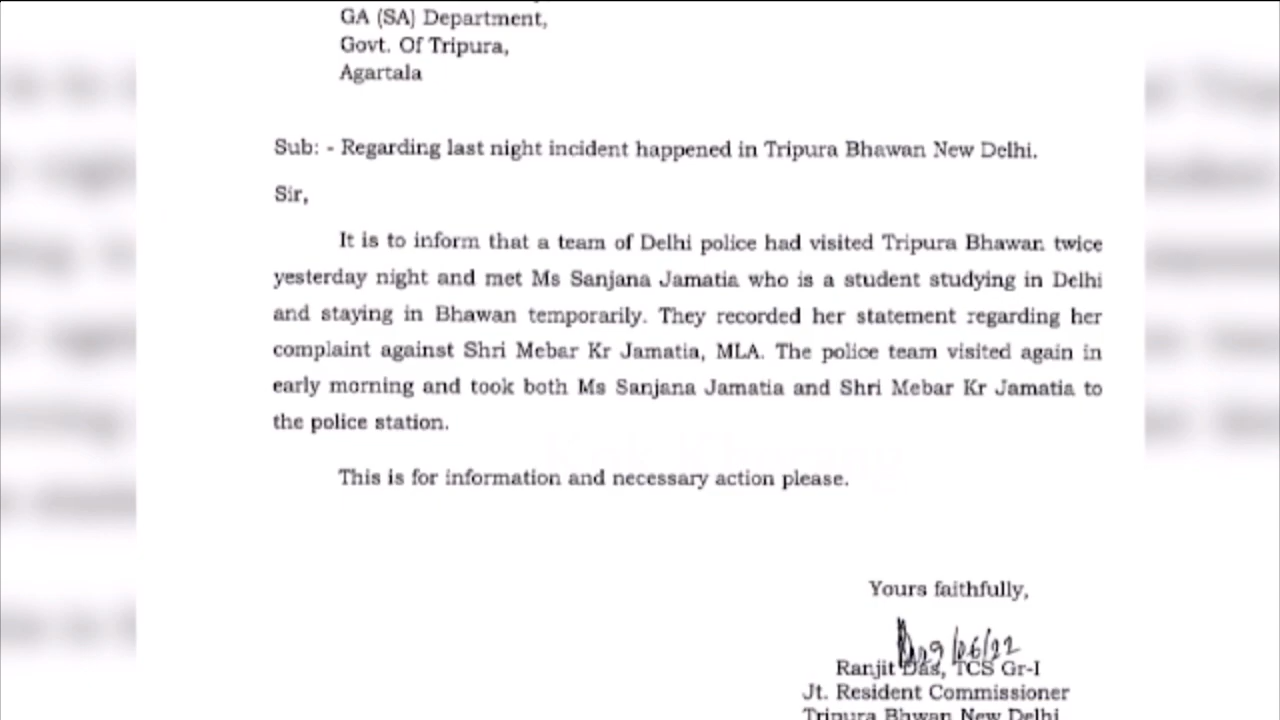 GA (SA) Department,
Govt. Of Tripura,
Agartala
Sub: - Regarding last night incident happened in Tripura Bhawan New Delhi.
Sir,
It is to inform that a team of Delhi police had visited Tripura Bhawan twice
yesterday night and met Ms Sanjana Jamatia who is a student studying in Delhi
and staying in Bhawan temporarily. They recorded her statement regarding her
complaint against Shri Mebar Kr Jamatia, MLA. The police team visited again in
early morning and took both Ms Sanjana Jamatia and Shri Mebar Kr Jamatia to
the police station.
This is for information and necessary action please.
Yours faithfully,
9/06/22
Ranjit Das, TCS Gr-I
Jt. Resident Commissioner
Tripura Bhwan New Delhi